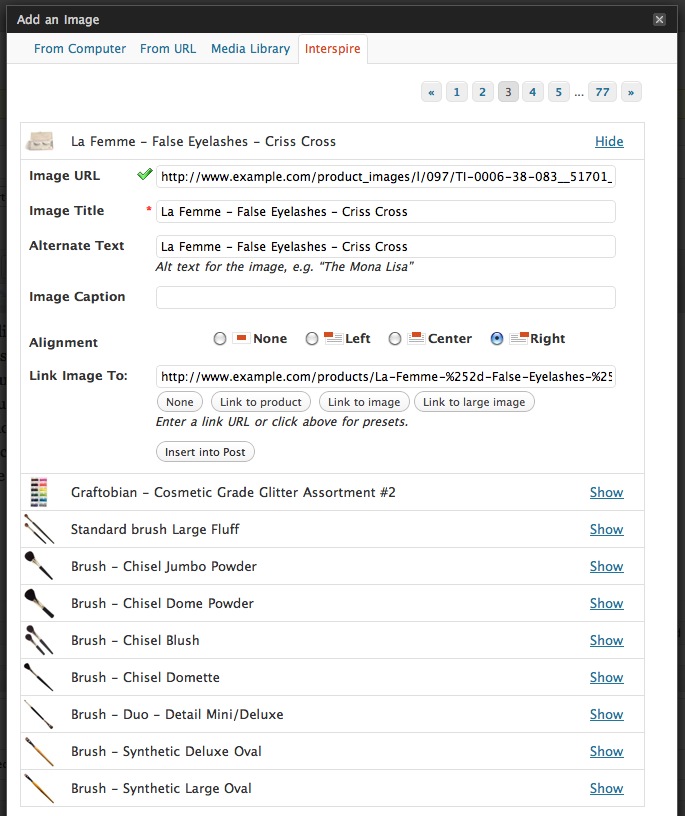 Add an Image
From Computer From URL Media Library Interspire
« 1 2 3 4 5 ... 77 »
La Femme – False Eyelashes – Criss Cross Hide
Image URL http://www.example.com/product_images/l/097/TI-0006-38-083__51701_
Image Title * La Femme – False Eyelashes – Criss Cross
Alternate Text La Femme – False Eyelashes – Criss Cross
Alt text for the image, e.g. "The Mona Lisa"
Image Caption
Alignment None Left Center Right
Link Image To: http://www.example.com/products/La-Femme-%252d-False-Eyelashes-%25
None Link to product Link to image Link to large image
Enter a link URL or click above for presets.
Insert into Post
Graftobian – Cosmetic Grade Glitter Assortment #2 Show
Standard brush Large Fluff Show
Brush – Chisel Jumbo Powder Show
Brush – Chisel Dome Powder Show
Brush – Chisel Blush Show
Brush – Chisel Domette Show
Brush – Duo – Detail Mini/Deluxe Show
Brush – Synthetic Deluxe Oval Show
Brush – Synthetic Large Oval Show